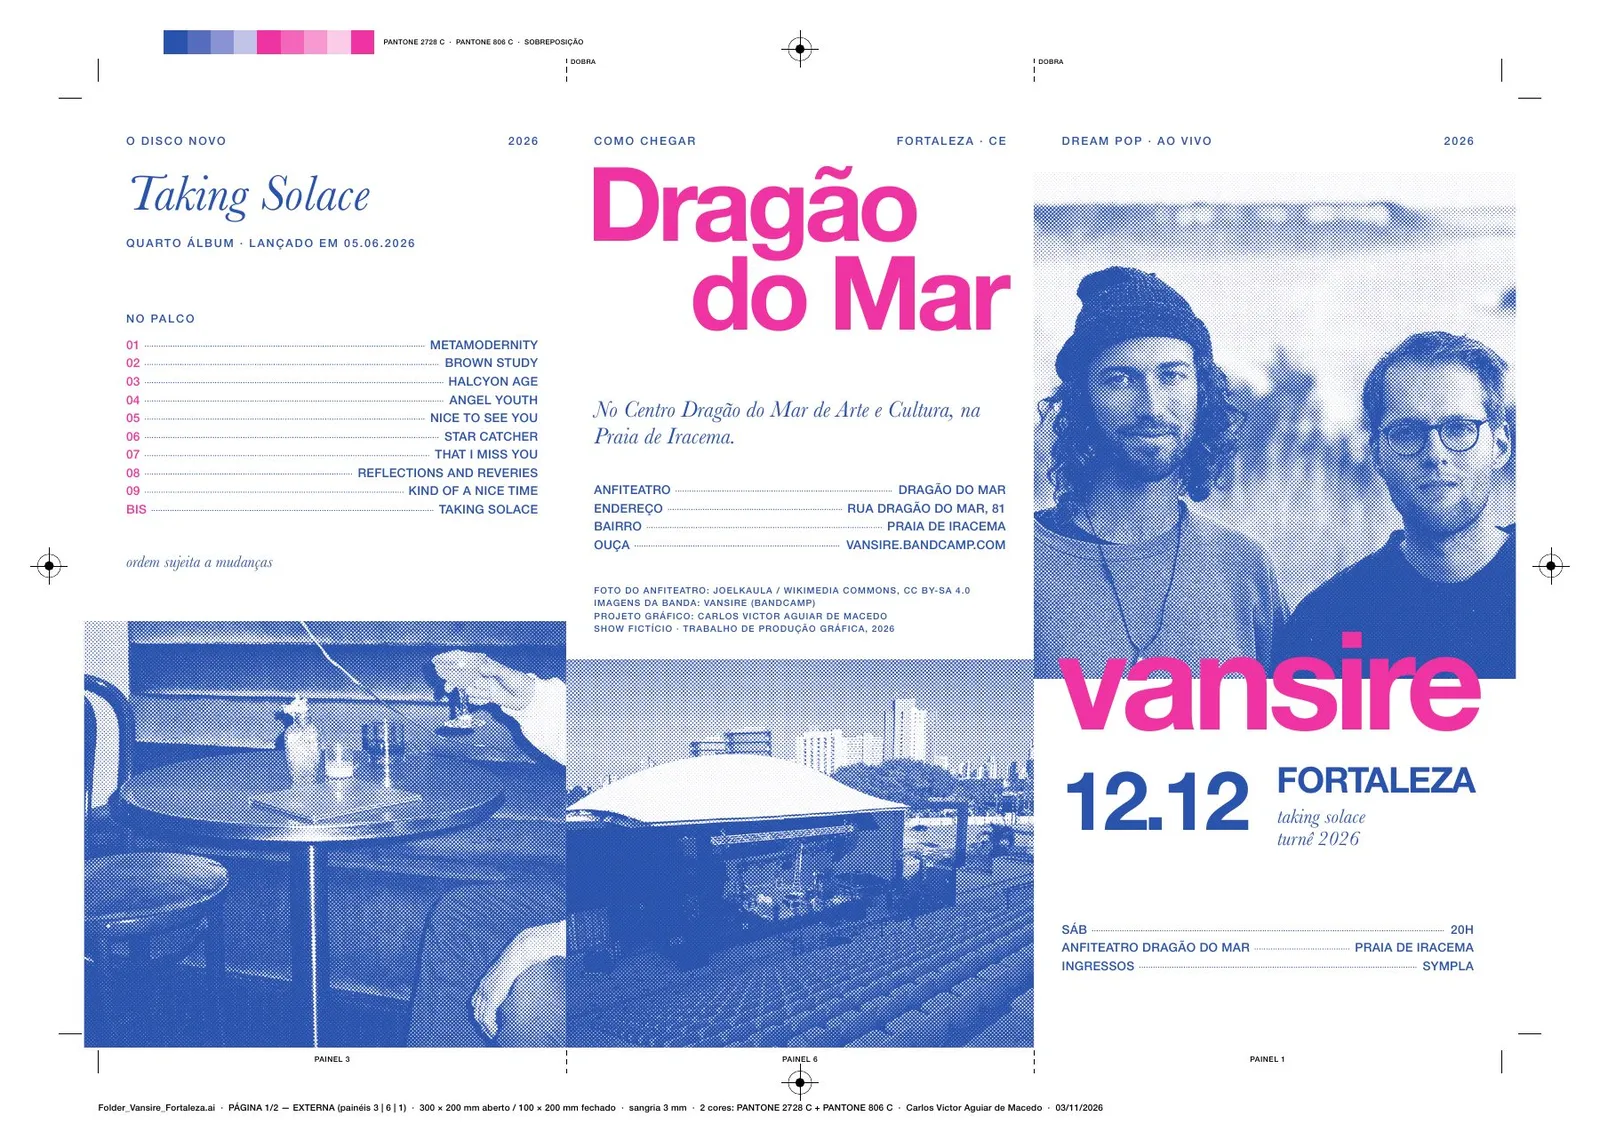 PANTONE 2728 C · PANTONE 806 C · SOBREPOSIÇÃO
DOBRA
DOBRA
O DISCO NOVO 2026
Taking Solace
QUARTO ÁLBUM · LANÇADO EM 05.06.2026
NO PALCO
01 METAMODERNITY
02 BROWN STUDY
03 HALCYON AGE
04 ANGEL YOUTH
05 NICE TO SEE YOU
06 STAR CATCHER
07 THAT I MISS YOU
08 REFLECTIONS AND REVERIES
09 KIND OF A NICE TIME
BIS TAKING SOLACE
ordem sujeita a mudanças
PAINEL 3
COMO CHEGAR FORTALEZA · CE
Dragão
do Mar
No Centro Dragão do Mar de Arte e Cultura, na
Praia de Iracema.
ANFITEATRO DRAGÃO DO MAR
ENDEREÇO RUA DRAGÃO DO MAR, 81
BAIRRO PRAIA DE IRACEMA
OUÇA VANSIRE.BANDCAMP.COM
FOTO DO ANFITEATRO: JOELKAULA / WIKIMEDIA COMMONS, CC BY-SA 4.0
IMAGENS DA BANDA: VANSIRE (BANDCAMP)
PROJETO GRÁFICO: CARLOS VICTOR AGUIAR DE MACEDO
SHOW FICTÍCIO · TRABALHO DE PRODUÇÃO GRÁFICA, 2026
PAINEL 6
DREAM POP · AO VIVO 2026
vansire
12.12
FORTALEZA
taking solace
turnê 2026
SÁB 20H
ANFITEATRO DRAGÃO DO MAR PRAIA DE IRACEMA
INGRESSOS SYMPLA
PAINEL 1
Folder_Vansire_Fortaleza.ai · PÁGINA 1/2 — EXTERNA (painéis 3 | 6 | 1) · 300 × 200 mm aberto / 100 × 200 mm fechado · sangria 3 mm · 2 cores: PANTONE 2728 C + PANTONE 806 C · Carlos Victor Aguiar de Macedo · 03/11/2026